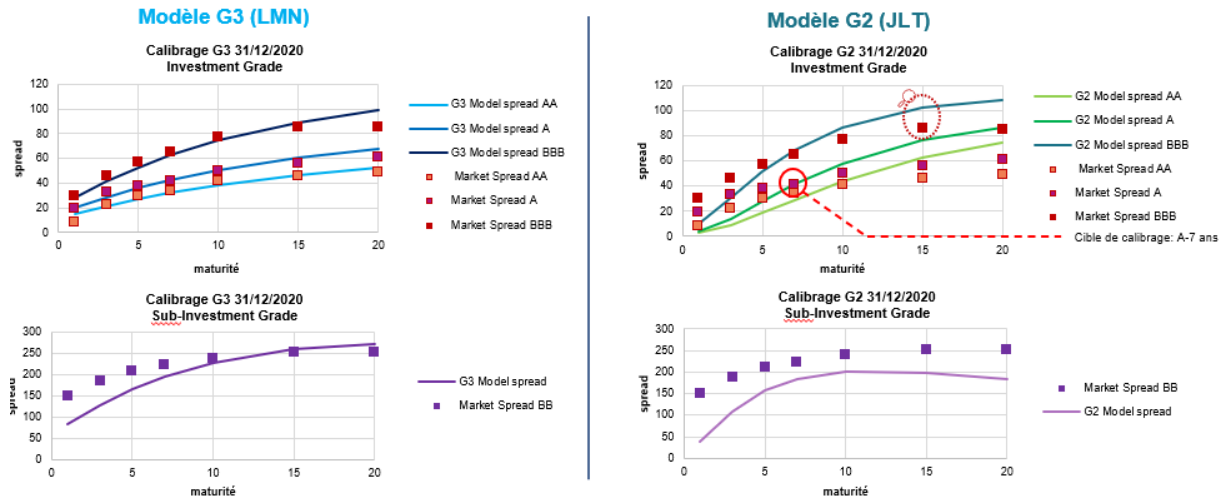 Modèle G3 (LMN)
Calibrage G3 31/12/2020
Investment Grade
120
100
80
60
40
20
0
0
5
10
15
20
spread
maturité
G3 Model spread AA
G3 Model spread A
G3 Model spread BBB
Market Spread AA
Market Spread A
Market Spread BBB
Calibrage G3 31/12/2020
Sub-Investment Grade
300
250
200
150
100
50
0
0
5
10
15
20
spread
maturité
G3 Model spread
Market Spread BB
Modèle G2 (JLT)
Calibrage G2 31/12/2020
Investment Grade
120
100
80
60
40
20
0
0
5
10
15
20
spread
maturité
G2 Model spread AA
G2 Model spread A
G2 Model spread BBB
Market Spread AA
Market Spread A
Market Spread BBB
Cible de calibrage: A-7 ans
Calibrage G2 31/12/2020
Sub-Investment Grade
300
250
200
150
100
50
0
0
5
10
15
20
spread
maturité
Market Spread BB
G2 Model spread